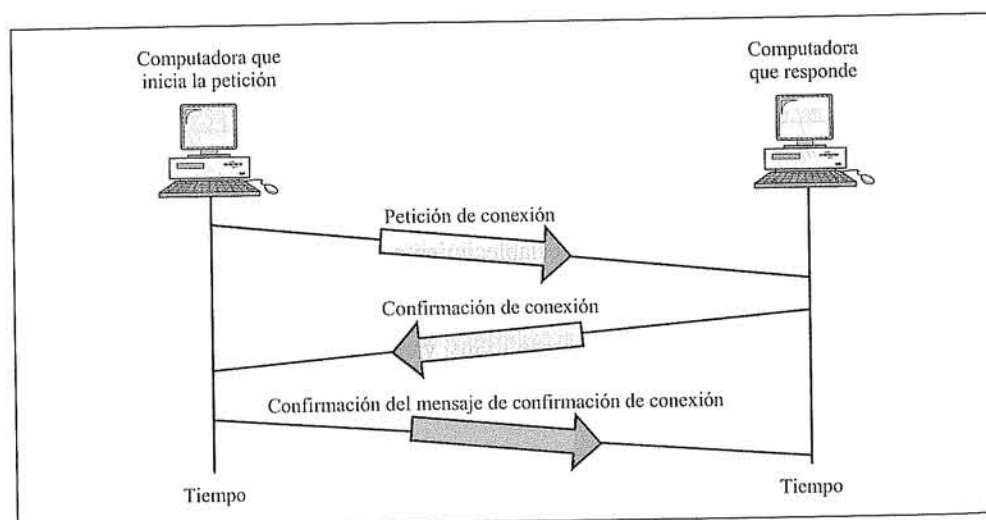 Computadora que
inicia la petición
Computadora
que responde
Petición de conexión
Confirmación de conexión
Confirmación del mensaje de confirmación de conexión
Tiempo
Tiempo